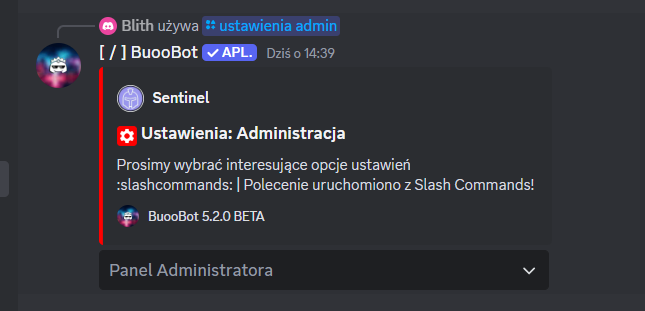 Blith używa ustawienia admin
[ / ] BuooBot ✓ APL. Dziś o 14:39
Sentinel
Ustawienia: Administracja
Prosimy wybrać interesujące opcje ustawień
:slashcommands: | Polecenie uruchomiono z Slash Commands!
BuooBot 5.2.0 BETA
Panel Administratora